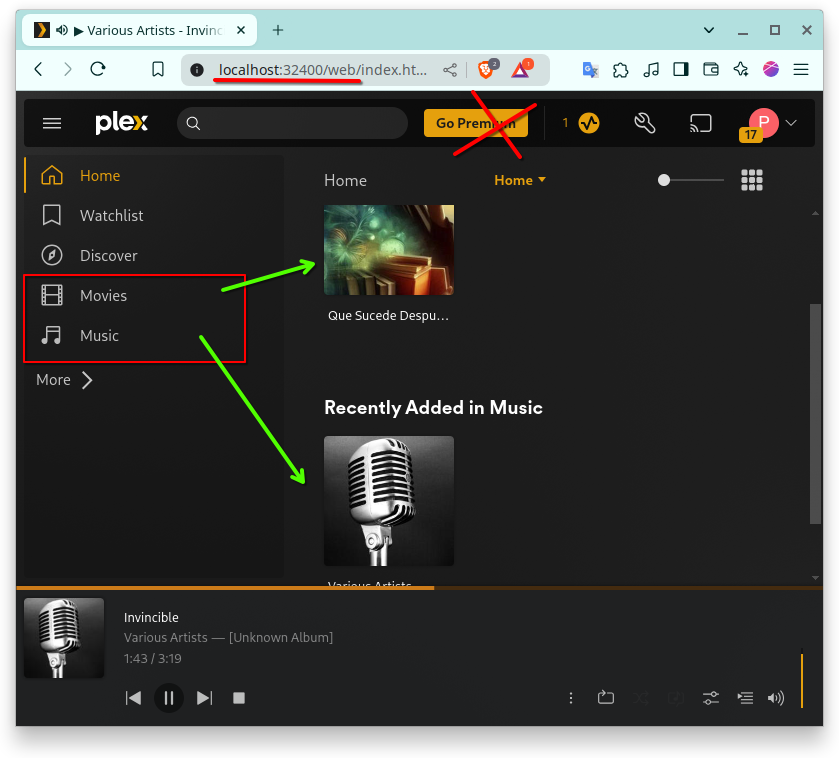 ▶ Various Artists - Invinc
localhost:32400/web/index.ht...
2
1
plex
Go Premium
1
P
17
Home
Watchlist
Discover
Movies
Music
More
Home
Home
Que Sucede Despu...
Recently Added in Music
Various Artists
Invincible
Various Artists — [Unknown Album]
1:43 / 3:19